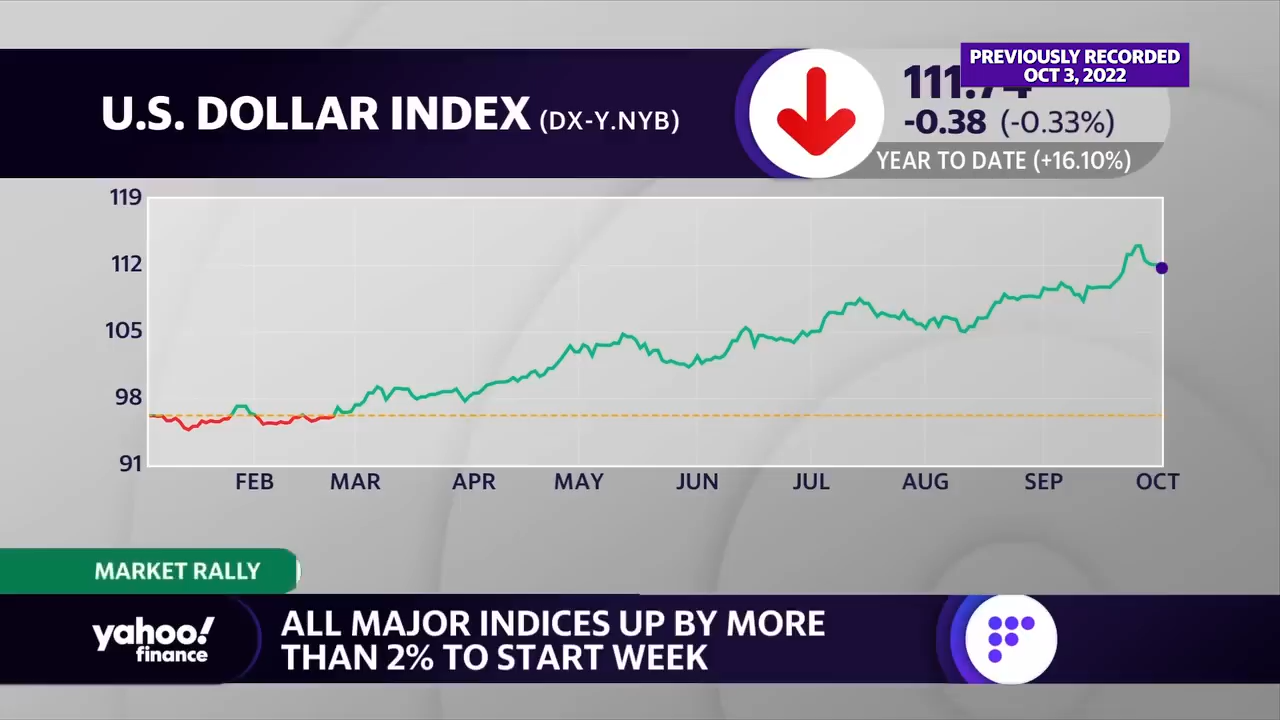 PREVIOUSLY RECORDED
OCT 3, 2022
U.S. DOLLAR INDEX (DX-Y.NYB)
111.74
-0.38 (-0.33%)
YEAR TO DATE (+16.10%)
119
112
105
98
91
FEB MAR APR MAY JUN JUL AUG SEP OCT
MARKET RALLY
yahoo!
finance
ALL MAJOR INDICES UP BY MORE
THAN 2% TO START WEEK